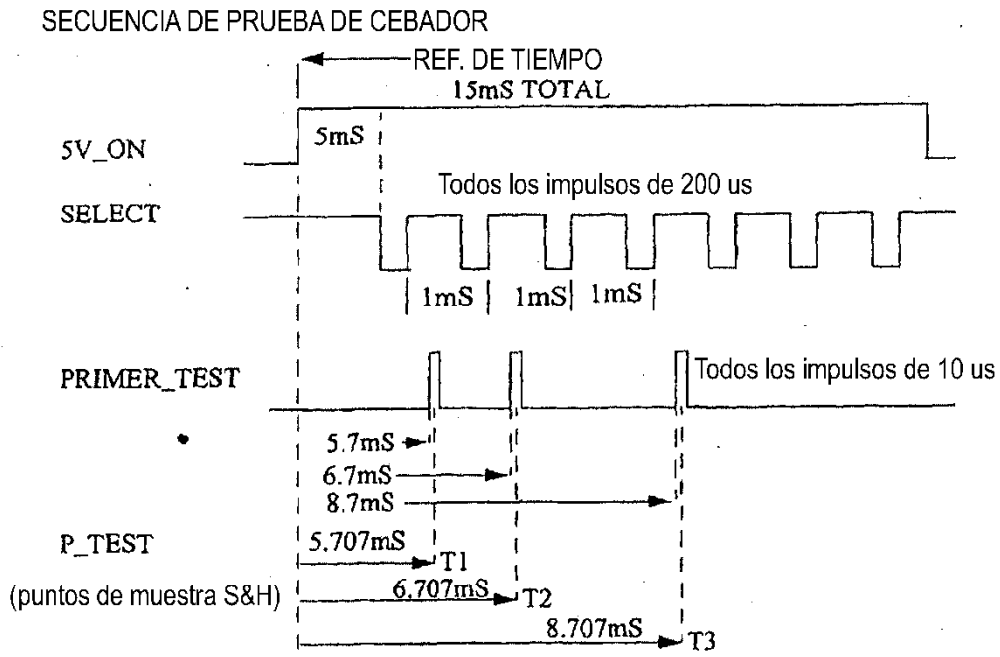 SECUENCIA DE PRUEBA DE CEBADOR
REF. DE TIEMPO
15mS TOTAL
5mS
5V_ON
Todos los impulsos de 200 us
SELECT
1mS
1mS
1mS
PRIMER_TEST
Todos los impulsos de 10 us
5.7mS
6.7mS
8.7mS
P_TEST
5.707mS
T1
(puntos de muestra S&H)
6.707mS
T2
8.707mS
T3